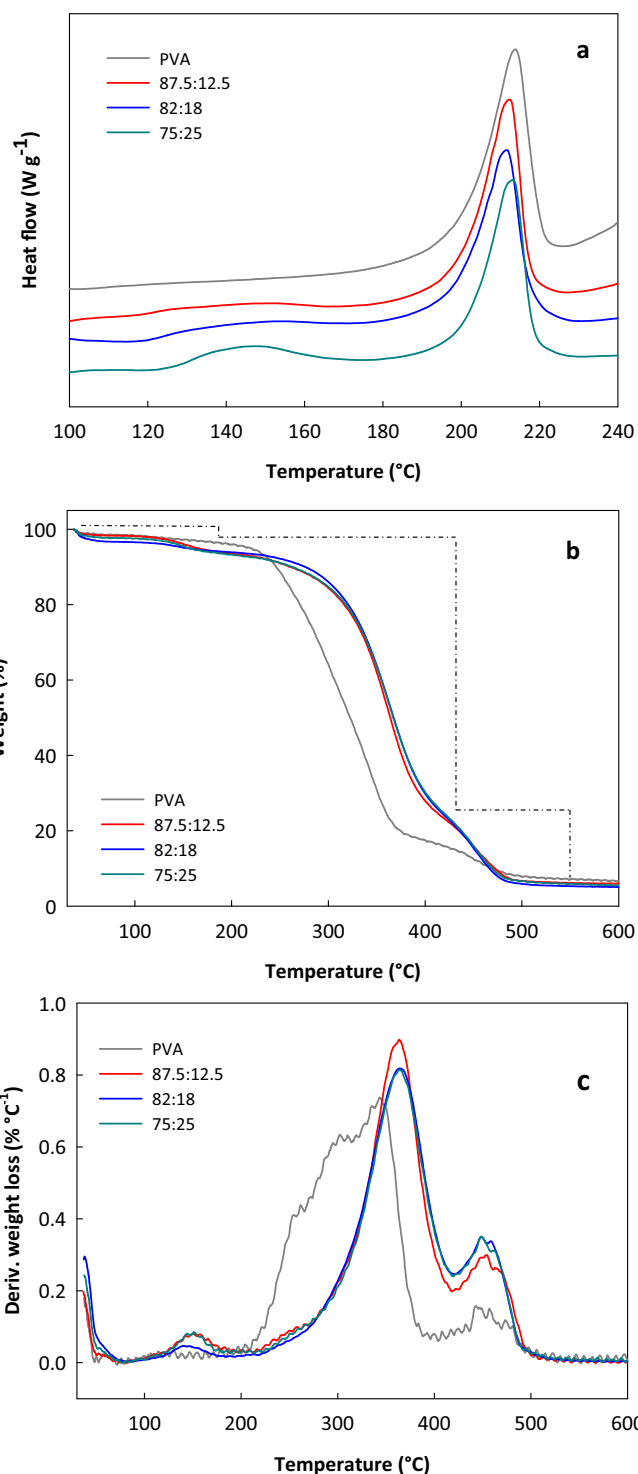 a
PVA
87.5:12.5
82:18
75:25
Heat flow (W g-1)
100 120 140 160 180 200 220 240
Temperature (°C)
b
100
80
60
40
20
0
PVA
87.5:12.5
82:18
75:25
(%)
100 200 300 400 500 600
Temperature (°C)
c
1.0
0.8
0.6
0.4
0.2
0.0
PVA
87.5:12.5
82:18
75:25
Deriv. weight loss (% °C-1)
100 200 300 400 500
Temperature (°C)